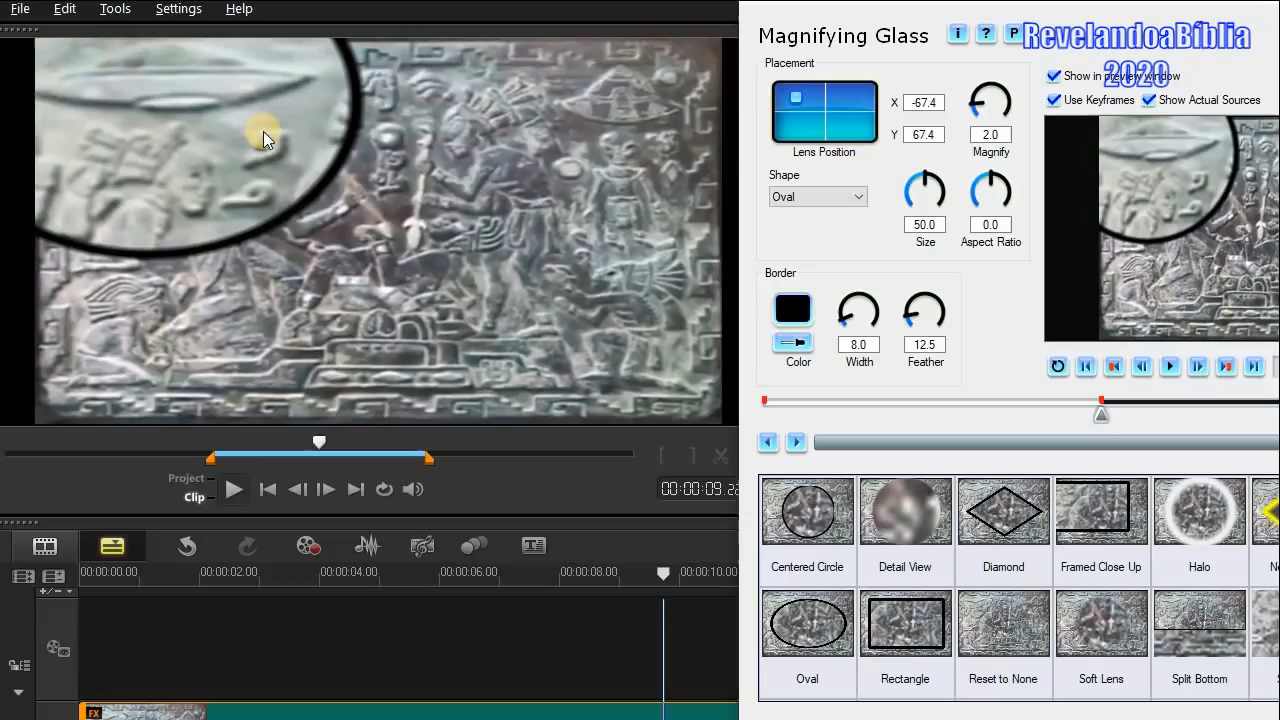 File Edit Tools Settings Help
Magnifying Glass
i ? P
RevelandoaBíblia
2020
Placement
Show in preview window
Use Keyframes Show Actual Sources
X -67.4
Y 67.4
2.0
Lens Position
Magnify
Shape
Oval
50.0 0.0
Size Aspect Ratio
Border
8.0 12.5
Color Width Feather
Project
Clip
00:00:09.2
00:00:00.00 00:00:02.00 00:00:04.00 00:00:06.00 00:00:08.00 00:00:10.0
Centered Circle Detail View Diamond Framed Close Up Halo
Oval Rectangle Reset to None Soft Lens Split Bottom
FX